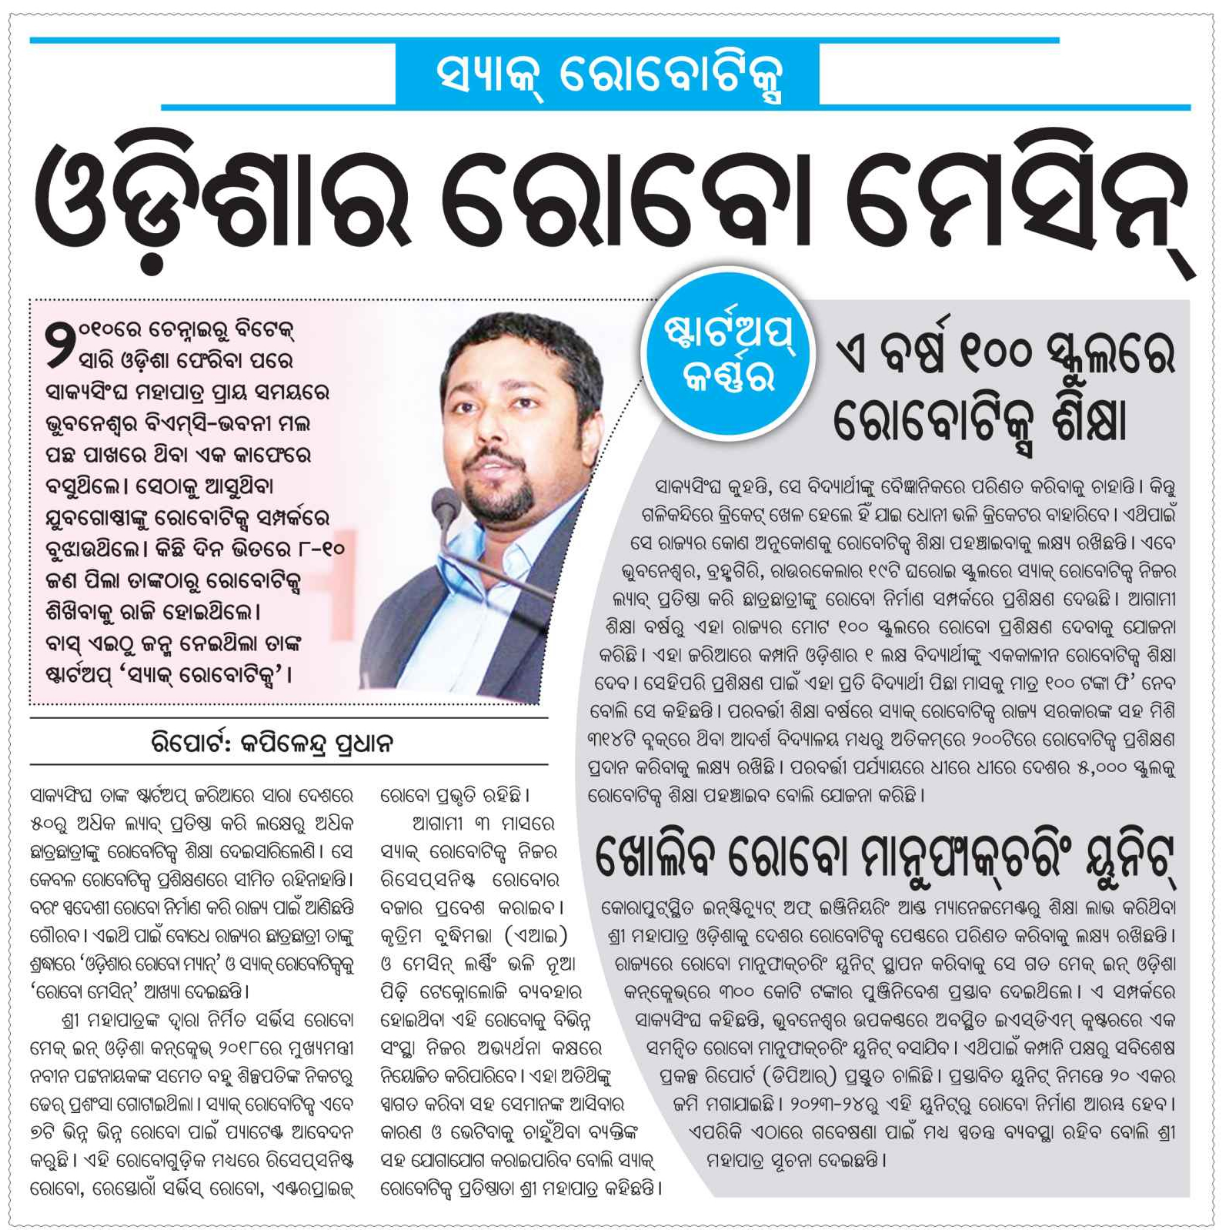 ସ୍ୟାକ୍ ରୋବୋଟିକ୍ସ
ଓଡ଼ିଶାର ରୋବୋ ମେସିନ୍
୨୦୧୦ରେ ଚେନ୍ନାଇରୁ ବିଟେକ୍
ସାରି ଓଡ଼ିଶା ଫେରିବା ପରେ
ସାକ୍ୟସିଂଘ ମହାପାତ୍ର ପ୍ରାୟ ସମୟରେ
ଭୁବନେଶ୍ୱର ବିଏମ୍‌ସି-ଭବାନୀ ମଲ
ପଛ ପାଖରେ ଥିବା ଏକ କାଫେରେ
ବସୁଥିଲେ। ସେଠାକୁ ଆସୁଥିବା
ଯୁବଗୋଷ୍ଠୀଙ୍କୁ ରୋବୋଟିକ୍ସ ସମ୍ପର୍କରେ
ବୁଝାଉଥିଲେ। କିଛି ଦିନ ଭିତରେ ୮-୧୦
ଜଣ ପିଲା ତାଙ୍କଠାରୁ ରୋବୋଟିକ୍ସ
ଶିଖିବାକୁ ରାଜି ହୋଇଥିଲେ।
ବାସ୍ ଏଇଠୁ ଜନ୍ମ ନେଇଥିଲା ତାଙ୍କ
ଷ୍ଟାର୍ଟଅପ୍ ‘ସ୍ୟାକ୍ ରୋବୋଟିକ୍ସ’।
ରିପୋର୍ଟ: କପିଳେନ୍ଦ୍ର ପ୍ରଧାନ
ସାକ୍ୟସିଂଘ ତାଙ୍କ ଷ୍ଟାର୍ଟଅପ୍ ଜରିଆରେ ସାରା ଦେଶରେ
୫୦ରୁ ଅଧିକ ଲ୍ୟାବ୍ ପ୍ରତିଷ୍ଠା କରି ଲକ୍ଷେରୁ ଅଧିକ
ଛାତ୍ରଛାତ୍ରୀଙ୍କୁ ରୋବୋଟିକ୍ସ ଶିକ୍ଷା ଦେଇସାରିଲେଣି। ସେ
କେବଳ ରୋବୋଟିକ୍ସ ପ୍ରଶିକ୍ଷଣରେ ସୀମିତ ରହିନାହାନ୍ତି।
ବରଂ ସ୍ୱଦେଶୀ ରୋବୋ ନିର୍ମାଣ କରି ରାଜ୍ୟ ପାଇଁ ଆଣିଛନ୍ତି
ଗୌରବ। ଏଇଥି ପାଇଁ ବୋଧେ ରାଜ୍ୟର ଛାତ୍ରଛାତ୍ରୀ ତାଙ୍କୁ
ଶ୍ରଦ୍ଧାରେ ‘ଓଡ଼ିଶାର ରୋବୋ ମ୍ୟାନ୍’ ଓ ସ୍ୟାକ୍ ରୋବୋଟିକ୍ସକୁ
‘ରୋବୋ ମେସିନ୍’ ଆଖ୍ୟା ଦେଇଛନ୍ତି।
ଶ୍ରୀ ମହାପାତ୍ରଙ୍କ ଦ୍ୱାରା ନିର୍ମିତ ସର୍ଭିସ ରୋବୋ
ମେକ୍ ଇନ୍ ଓଡ଼ିଶା କନ୍‌କ୍ଲେଭ୍ ୨୦୧୮ରେ ମୁଖ୍ୟମନ୍ତ୍ରୀ
ନବୀନ ପଟ୍ଟନାୟକଙ୍କ ସମେତ ବହୁ ଶିଳ୍ପପତିଙ୍କ ନିକଟରୁ
ଢେର୍ ପ୍ରଶଂସା ଗୋଟାଇଥିଲା। ସ୍ୟାକ୍ ରୋବୋଟିକ୍ସ ଏବେ
୭ଟି ଭିନ୍ନ ଭିନ୍ନ ରୋବୋ ପାଇଁ ପ୍ୟାଟେଣ୍ଟ ଆବେଦନ
କରୁଛି। ଏହି ରୋବୋଗୁଡ଼ିକ ମଧ୍ୟରେ ରିସେପ୍‌ସନିଷ୍ଟ
ରୋବୋ, ରେସ୍ତୋରାଁ ସର୍ଭିସ୍ ରୋବୋ, ଏଣ୍ଟରପ୍ରାଇଜ୍
ରୋବୋ ପ୍ରଭୃତି ରହିଛି।
ଆଗାମୀ ୩ ମାସରେ
ସ୍ୟାକ୍ ରୋବୋଟିକ୍ସ ନିଜର
ରିସେପ୍‌ସନିଷ୍ଟ ରୋବୋର
ବଜାର ପ୍ରବେଶ କରାଇବ।
କୃତ୍ରିମ ବୁଦ୍ଧିମତ୍ତା (ଏଆଇ)
ଓ ମେସିନ୍ ଲର୍ଣ୍ଣିଂ ଭଳି ନୂଆ
ପିଢ଼ି ଟେକ୍ନୋଲୋଜି ବ୍ୟବହାର
ହୋଇଥିବା ଏହି ରୋବୋକୁ ବିଭିନ୍ନ
ସଂସ୍ଥା ନିଜର ଅଭ୍ୟର୍ଥନା କକ୍ଷରେ
ନିୟୋଜିତ କରିପାରିବେ। ଏହା ଅତିଥିଙ୍କୁ
ସ୍ୱାଗତ କରିବା ସହ ସେମାନଙ୍କ ଆସିବାର
କାରଣ ଓ ଭେଟିବାକୁ ଚାହୁଁଥିବା ବ୍ୟକ୍ତିଙ୍କ
ସହ ଯୋଗାଯୋଗ କରାଇପାରିବ ବୋଲି ସ୍ୟାକ୍
ରୋବୋଟିକ୍ସ ପ୍ରତିଷ୍ଠାତା ଶ୍ରୀ ମହାପାତ୍ର କହିଛନ୍ତି।
ଷ୍ଟାର୍ଟଅପ୍
କର୍ଣ୍ଣର
ଏ ବର୍ଷ ୧୦୦ ସ୍କୁଲରେ
ରୋବୋଟିକ୍ସ ଶିକ୍ଷା
ସାକ୍ୟସିଂଘ କୁହନ୍ତି, ସେ ବିଦ୍ୟାର୍ଥୀଙ୍କୁ ବୈଜ୍ଞାନିକରେ ପରିଣତ କରିବାକୁ ଚାହାନ୍ତି। କିନ୍ତୁ
ଗଳିକନ୍ଦିରେ କ୍ରିକେଟ୍ ଖେଳ ହେଲେ ହିଁ ଯାଇ ଧୋନୀ ଭଳି କ୍ରିକେଟର ବାହାରିବେ। ଏଥିପାଇଁ
ସେ ରାଜ୍ୟର କୋଣ ଅନୁକୋଣକୁ ରୋବୋଟିକ୍ସ ଶିକ୍ଷା ପହଞ୍ଚାଇବାକୁ ଲକ୍ଷ୍ୟ ରଖିଛନ୍ତି। ଏବେ
ଭୁବନେଶ୍ୱର, ବ୍ରହ୍ମଗିରି, ରାଉରକେଲାର ୧୯ଟି ଘରୋଇ ସ୍କୁଲରେ ସ୍ୟାକ୍ ରୋବୋଟିକ୍ସ ନିଜର
ଲ୍ୟାବ୍ ପ୍ରତିଷ୍ଠା କରି ଛାତ୍ରଛାତ୍ରୀଙ୍କୁ ରୋବୋ ନିର୍ମାଣ ସମ୍ପର୍କରେ ପ୍ରଶିକ୍ଷଣ ଦେଉଛି। ଆଗାମୀ
ଶିକ୍ଷା ବର୍ଷରୁ ଏହା ରାଜ୍ୟର ମୋଟ ୧୦୦ ସ୍କୁଲରେ ରୋବୋ ପ୍ରଶିକ୍ଷଣ ଦେବାକୁ ଯୋଜନା
କରିଛି। ଏହା ଜରିଆରେ କମ୍ପାନି ଓଡ଼ିଶାର ୧ ଲକ୍ଷ ବିଦ୍ୟାର୍ଥୀଙ୍କୁ ଏକକାଳୀନ ରୋବୋଟିକ୍ସ ଶିକ୍ଷା
ଦେବ। ସେହିପରି ପ୍ରଶିକ୍ଷଣ ପାଇଁ ଏହା ପ୍ରତି ବିଦ୍ୟାର୍ଥୀ ପିଛା ମାସକୁ ମାତ୍ର ୧୦୦ ଟଙ୍କା ଫି’ ନେବ
ବୋଲି ସେ କହିଛନ୍ତି। ପରବର୍ତ୍ତୀ ଶିକ୍ଷା ବର୍ଷରେ ସ୍ୟାକ୍ ରୋବୋଟିକ୍ସ ରାଜ୍ୟ ସରକାରଙ୍କ ସହ ମିଶି
୩୧୪ଟି ବ୍ଲକ୍‌ରେ ଥିବା ଆଦର୍ଶ ବିଦ୍ୟାଳୟ ମଧ୍ୟରୁ ଅତିକମ୍‌ରେ ୨୦୦ଟିରେ ରୋବୋଟିକ୍ସ ପ୍ରଶିକ୍ଷଣ
ପ୍ରଦାନ କରିବାକୁ ଲକ୍ଷ୍ୟ ରଖିଛି। ପରବର୍ତ୍ତୀ ପର୍ଯ୍ୟାୟରେ ଧୀରେ ଧୀରେ ଦେଶର ୫,୦୦୦ ସ୍କୁଲକୁ
ରୋବୋଟିକ୍ସ ଶିକ୍ଷା ପହଞ୍ଚାଇବ ବୋଲି ଯୋଜନା କରିଛି।
ଖୋଲିବ ରୋବୋ ମାନୁଫାକ୍‌ଚରିଂ ୟୁନିଟ୍
କୋରାପୁଟ୍‌ସ୍ଥିତ ଇନ୍‌ଷ୍ଟିଚ୍ୟୁଟ୍ ଅଫ୍ ଇଞ୍ଜିନିୟରିଂ ଆଣ୍ଡ ମ୍ୟାନେଜମେଣ୍ଟରୁ ଶିକ୍ଷା ଲାଭ କରିଥିବା
ଶ୍ରୀ ମହାପାତ୍ର ଓଡ଼ିଶାକୁ ଦେଶର ରୋବୋଟିକ୍ସ ପେଣ୍ଠରେ ପରିଣତ କରିବାକୁ ଲକ୍ଷ୍ୟ ରଖିଛନ୍ତି।
ରାଜ୍ୟରେ ରୋବୋ ମାନୁଫାକ୍‌ଚରିଂ ୟୁନିଟ୍ ସ୍ଥାପନ କରିବାକୁ ସେ ଗତ ମେକ୍ ଇନ୍ ଓଡ଼ିଶା
କନ୍‌କ୍ଲେଭ୍‌ରେ ୩୦୦ କୋଟି ଟଙ୍କାର ପୁଞ୍ଜିନିବେଶ ପ୍ରସ୍ତାବ ଦେଇଥିଲେ। ଏ ସମ୍ପର୍କରେ
ସାକ୍ୟସିଂଘ କହିଛନ୍ତି, ଭୁବନେଶ୍ୱର ଉପକଣ୍ଠରେ ଅବସ୍ଥିତ ଇଏସ୍‌ଡିଏମ୍ କ୍ଲଷ୍ଟରରେ ଏକ
ସମନ୍ୱିତ ରୋବୋ ମାନୁଫାକ୍‌ଚରିଂ ୟୁନିଟ୍ ବସାଯିବ। ଏଥିପାଇଁ କମ୍ପାନି ପକ୍ଷରୁ ସବିଶେଷ
ପ୍ରକଳ୍ପ ରିପୋର୍ଟ (ଡିପିଆର୍) ପ୍ରସ୍ତୁତ ଚାଲିଛି। ପ୍ରସ୍ତାବିତ ୟୁନିଟ୍ ନିମନ୍ତେ ୨୦ ଏକର
ଜମି ମଗାଯାଇଛି। ୨୦୨୩-୨୪ରୁ ଏହି ୟୁନିଟ୍‌ରୁ ରୋବୋ ନିର୍ମାଣ ଆରମ୍ଭ ହେବ।
ଏପରିକି ଏଠାରେ ଗବେଷଣା ପାଇଁ ମଧ୍ୟ ସ୍ୱତନ୍ତ୍ର ବ୍ୟବସ୍ଥା ରହିବ ବୋଲି ଶ୍ରୀ
ମହାପାତ୍ର ସୂଚନା ଦେଇଛନ୍ତି।